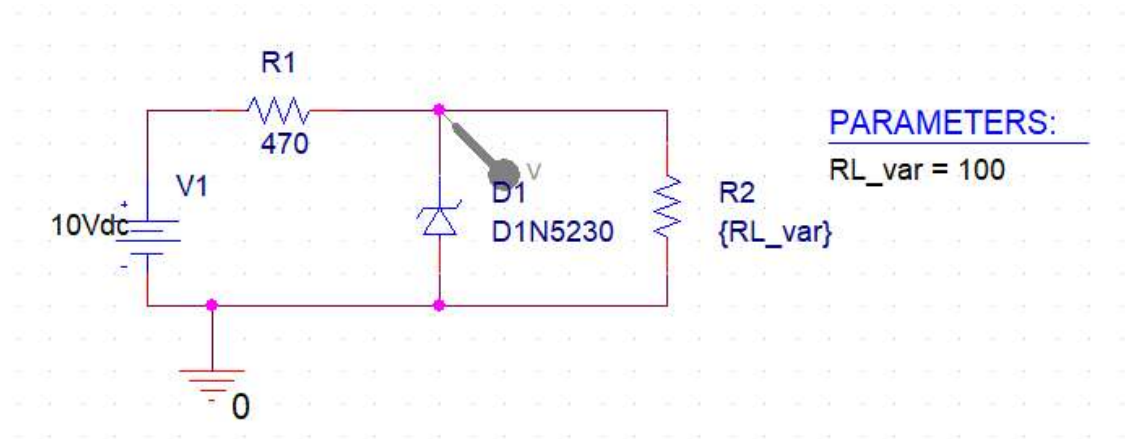 R1
470
PARAMETERS:
RL_var = 100
V1
V
D1
R2
10Vdc
D1N5230
{RL_var}
+
-
0